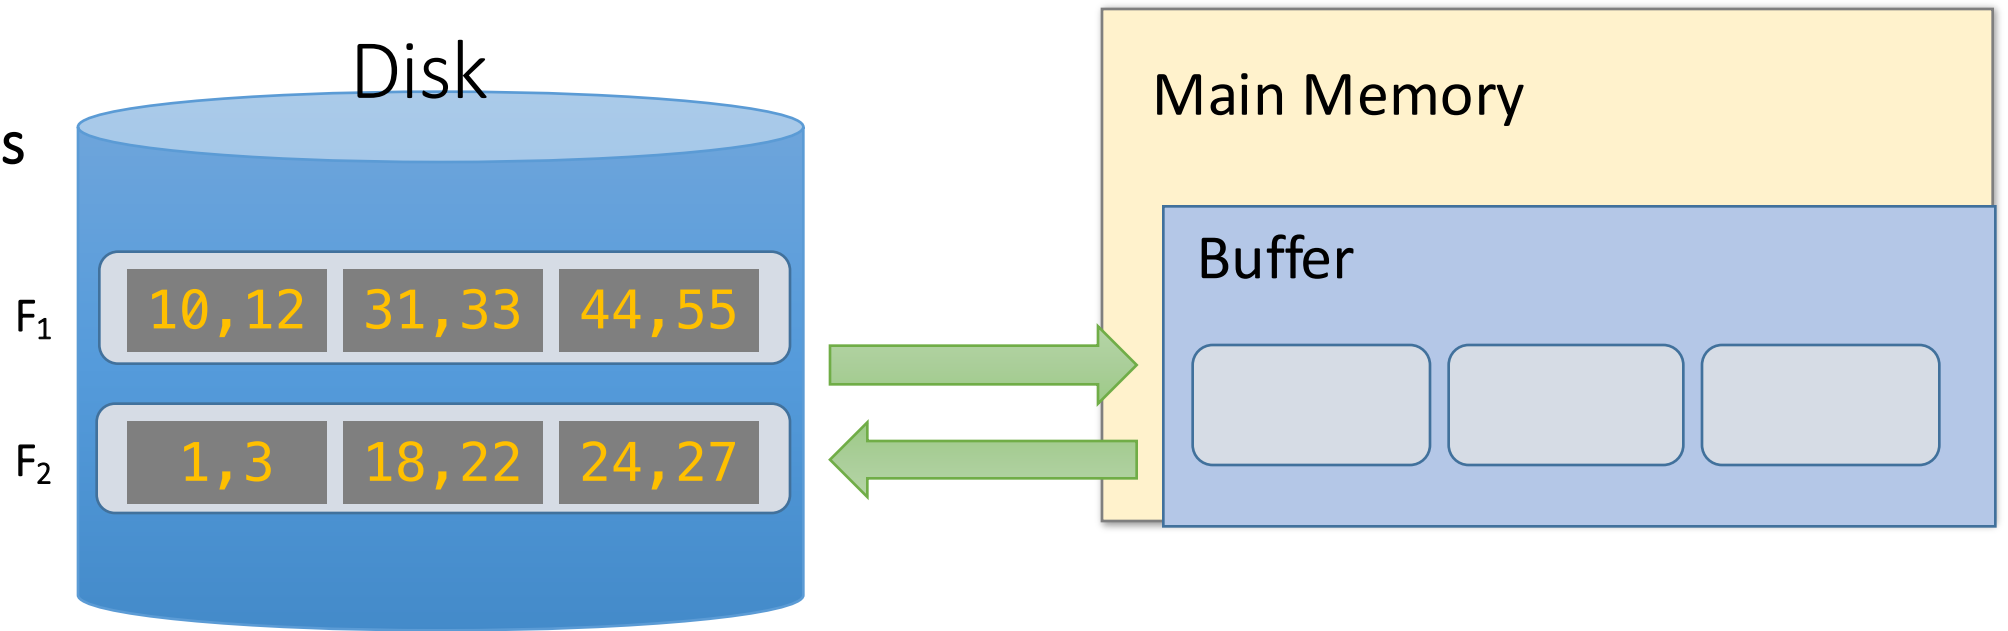 Disk
s
Main Memory
Buffer
F1 10,12 31,33 44,55
F2 1,3 18,22 24,27